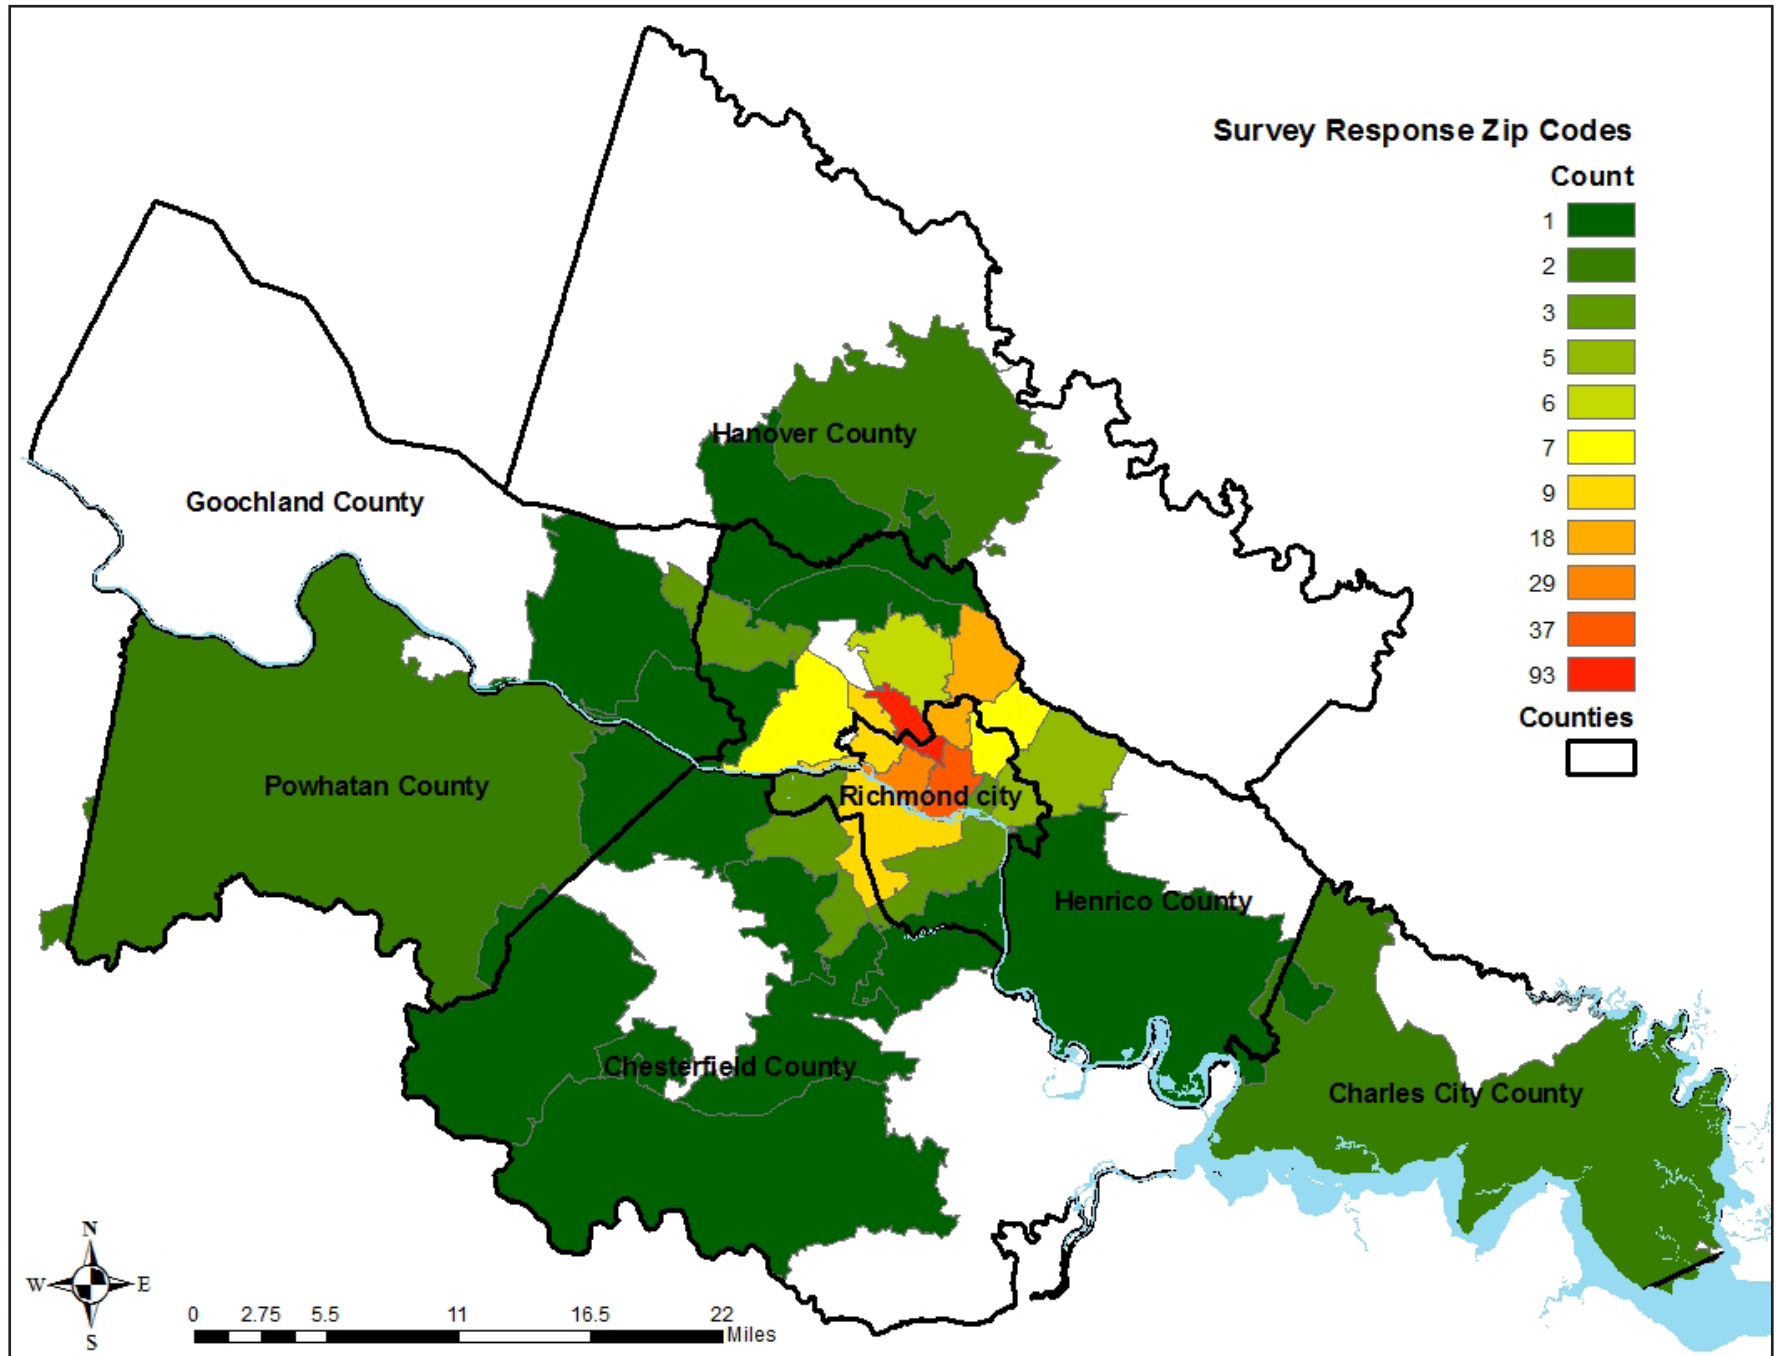 Survey Response Zip Codes
Count
1
2
3
5
6
7
9
18
29
37
93
Counties
Hanover County
Goochland County
Powhatan County
Richmond city
Henrico County
Chesterfield County
Charles City County
N
W E
S
0 2.75 5.5 11 16.5 22
Miles